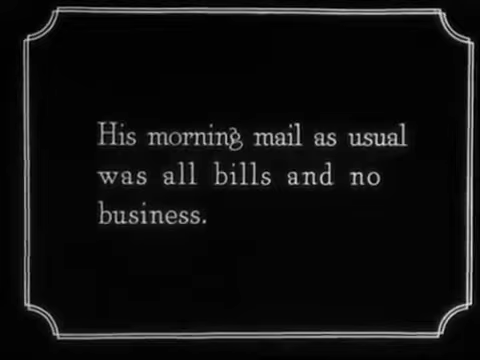 His morning mail as usual
was all bills and no
business.